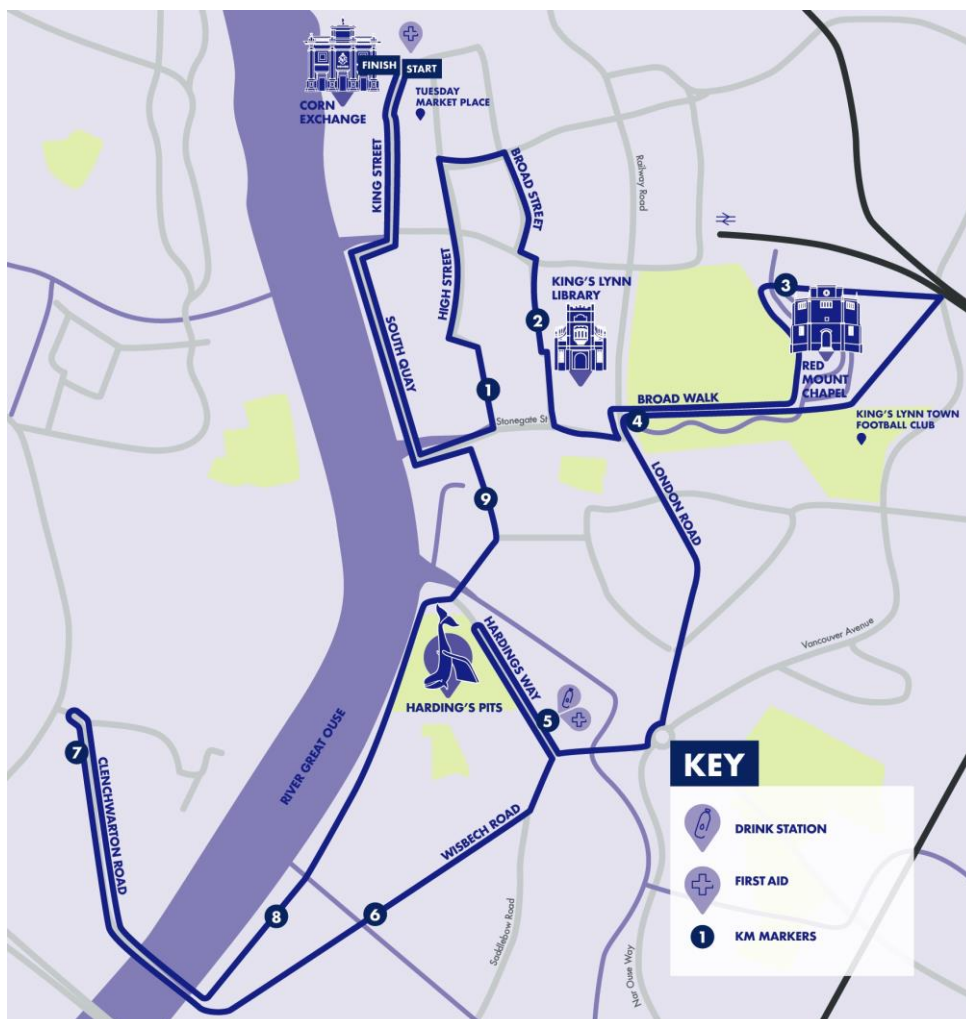 FINISH
START
CORN
EXCHANGE
TUESDAY
MARKET PLACE
KING STREET
BROAD STREET
Railway Road
HIGH STREET
KING'S LYNN
LIBRARY
3
2
SOUTH QUAY
1
RED
MOUNT
CHAPEL
BROAD WALK
4
KING'S LYNN TOWN
FOOTBALL CLUB
Stonegate St
LONDON ROAD
9
HARDINGS WAY
Vancouver Avenue
HARDING'S PITS
5
7
CLENCHWARTON ROAD
RIVER GREAT OUSE
WISBECH ROAD
8
6
Saddlebow Road
Nar Ouse Way
KEY
DRINK STATION
FIRST AID
1 KM MARKERS